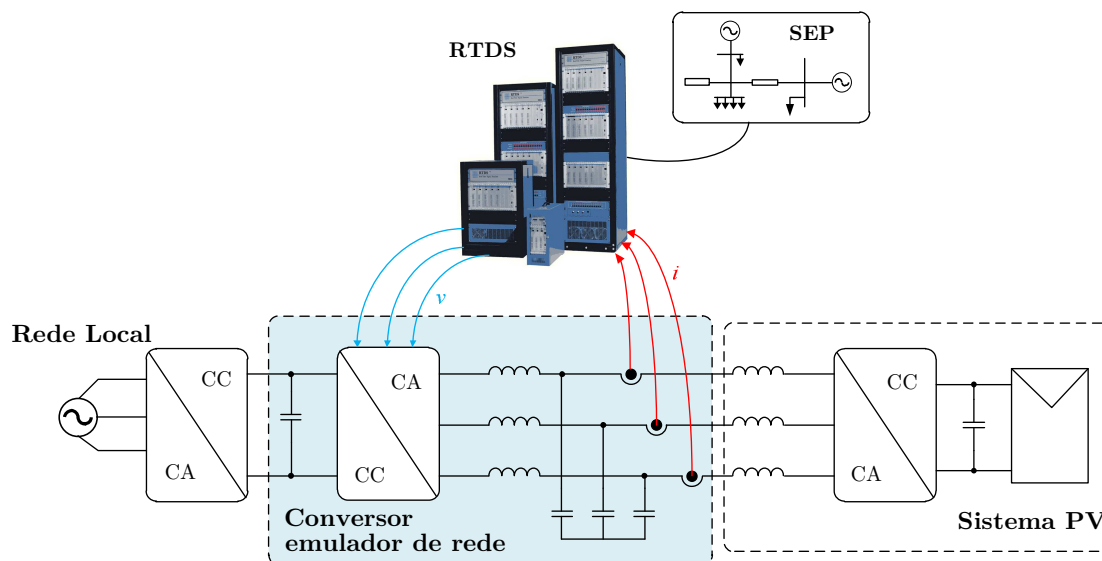 RTDS
SEP
v
i
Rede Local
CC
CA
CA
CC
CC
CA
Conversor
emulador de rede
Sistema PV